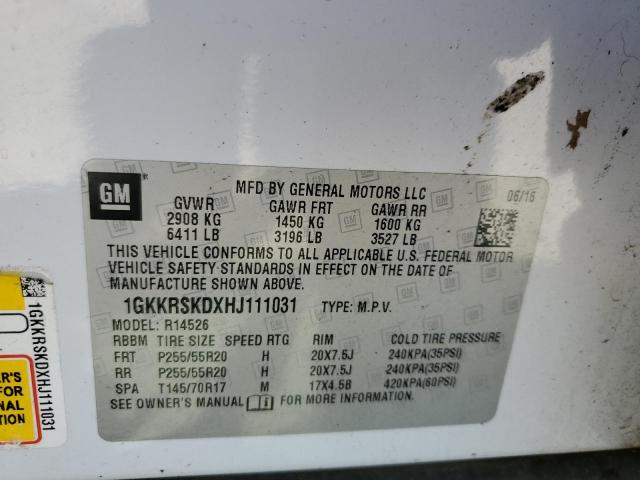 GM
MFD BY GENERAL MOTORS LLC
06/16
GVWR GAWR FRT GAWR RR
2908 KG 1450 KG 1600 KG
6411 LB 3196 LB 3527 LB
THIS VEHICLE CONFORMS TO ALL APPLICABLE U.S. FEDERAL MOTOR
VEHICLE SAFETY STANDARDS IN EFFECT ON THE DATE OF
MANUFACTURE SHOWN ABOVE.
1GKKRSKDXHJ111031 TYPE: M.P.V.
MODEL: R14526
RBBM TIRE SIZE SPEED RTG RIM COLD TIRE PRESSURE
FRT P255/55R20 H 20X7.5J 240KPA(35PSI)
RR P255/55R20 H 20X7.5J 240KPA(35PSI)
SPA T145/70R17 M 17X4.5B 420KPA(60PSI)
SEE OWNER'S MANUAL FOR MORE INFORMATION.
1GKKRSKDXHJ111031
ER'S
FOR
NAL
TION